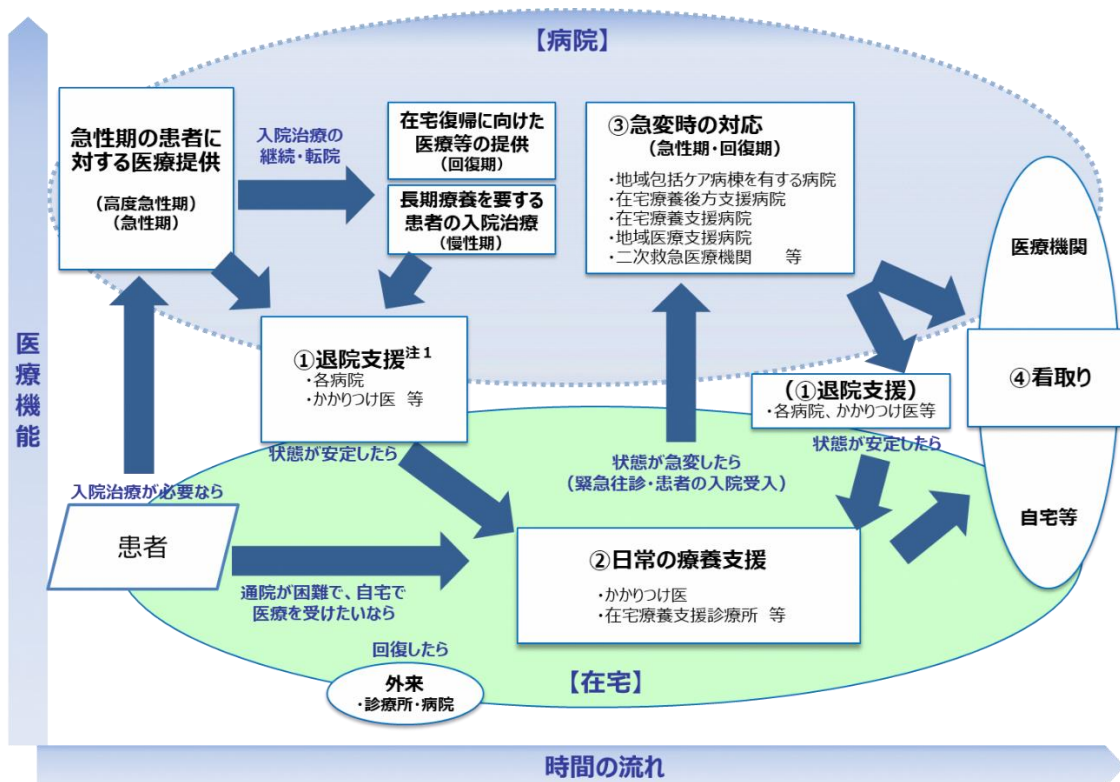 【病院】
急性期の患者に
対する医療提供
(高度急性期)
(急性期)
入院治療の
継続・転院
在宅復帰に向けた
医療等の提供
(回復期)
長期療養を要する
患者の入院治療
(慢性期)
③急変時の対応
(急性期・回復期)
・地域包括ケア病棟を有する病院
・在宅療養後方支援病院
・在宅療養支援病院
・地域医療支援病院
・二次救急医療機関 等
医療機関
④看取り
自宅等
①退院支援注1
・各病院
・かかりつけ医 等
状態が安定したら
(①退院支援)
・各病院、かかりつけ医等
状態が安定したら
状態が急変したら
(緊急往診・患者の入院受入)
入院治療が必要なら
患者
通院が困難で、自宅で
医療を受けたいなら
②日常の療養支援
・かかりつけ医
・在宅療養支援診療所 等
回復したら
外来
・診療所・病院
【在宅】
医療機能
時間の流れ